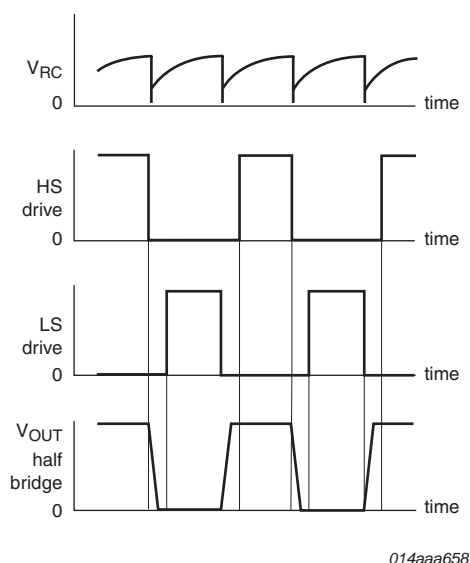 VRC
0
time
HS
drive
0
time
LS
drive
0
time
VOUT
half
bridge
0
time
014aaa658